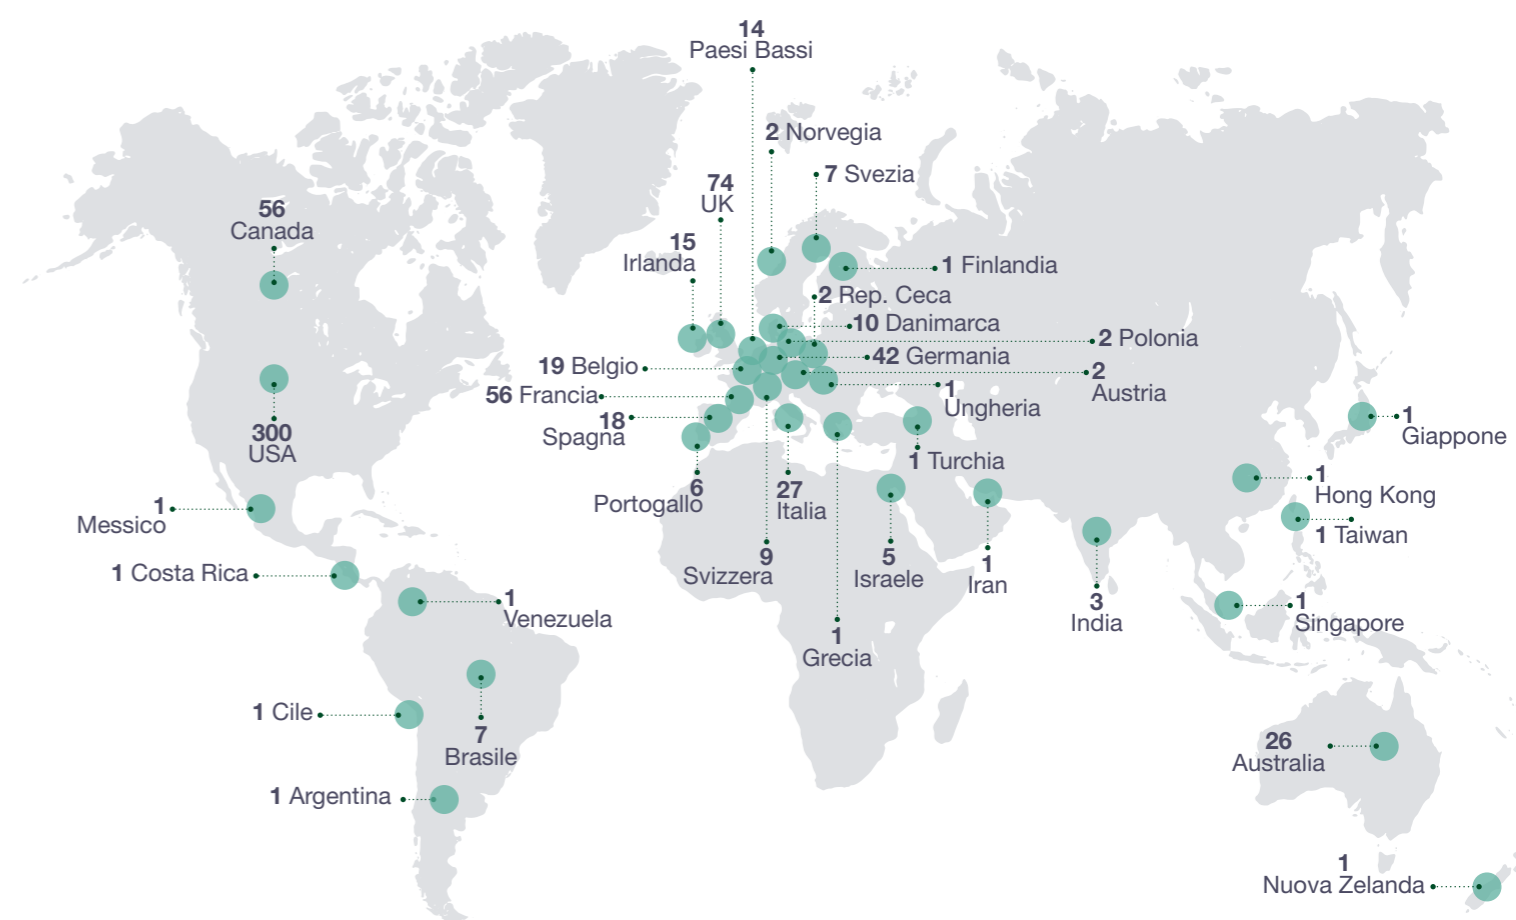 14
Paesi Bassi
2 Norvegia
7 Svezia
74
UK
56
Canada
15
Irlanda
1 Finlandia
2 Rep. Ceca
10 Danimarca
2 Polonia
42 Germania
19 Belgio
2
Austria
56 Francia
1
Ungheria
18
Spagna
1
Giappone
300
USA
1 Turchia
6
Portogallo
27
Italia
1
Hong Kong
1
Messico
1 Taiwan
9
Svizzera
5
Israele
1
Iran
1 Costa Rica
3
India
1
Venezuela
1
Singapore
1
Grecia
1 Cile
7
Brasile
26
Australia
1 Argentina
1
Nuova Zelanda